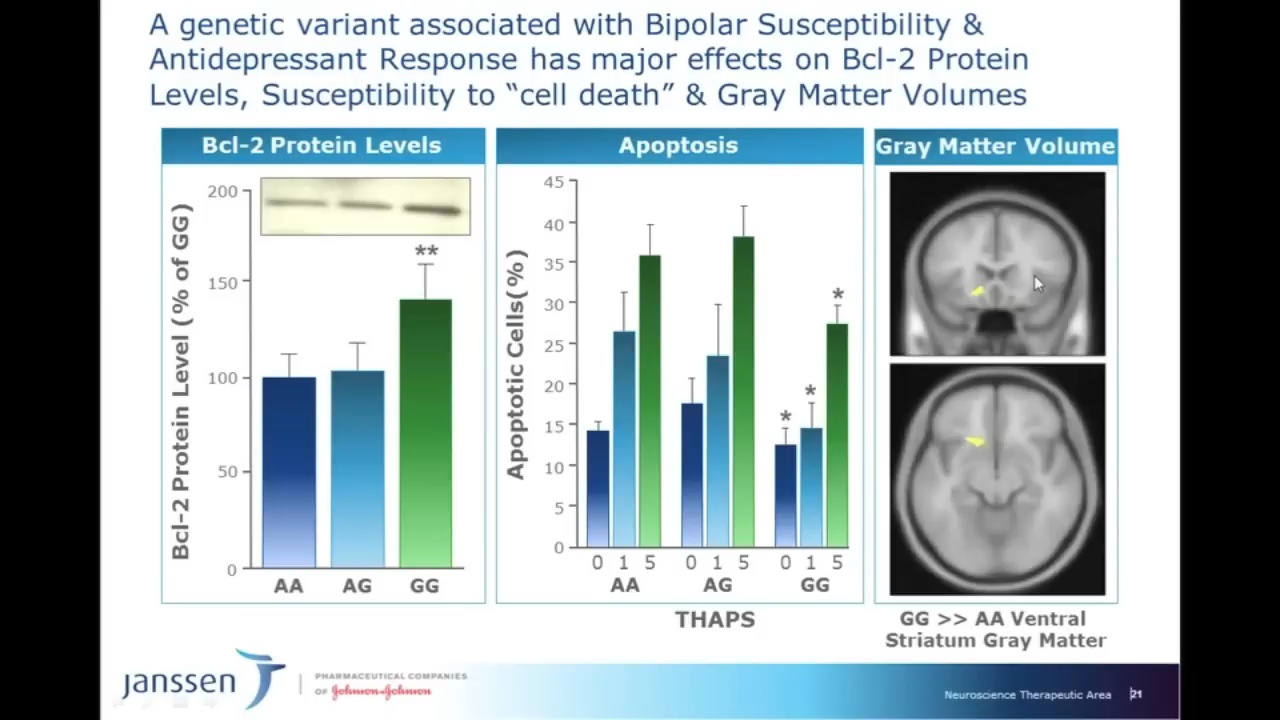 A genetic variant associated with Bipolar Susceptibility &
Antidepressant Response has major effects on Bcl-2 Protein
Levels, Susceptibility to “cell death” & Gray Matter Volumes
Bcl-2 Protein Levels
Bcl-2 Protein Level (% of GG)
200
150
100
50
0
**
AA AG GG
Apoptosis
Apoptotic Cells(%)
45
40
35
30
25
20
15
10
5
0
* * *
0 1 5 0 1 5 0 1 5
AA AG GG
THAPS
Gray Matter Volume
GG >> AA Ventral
Striatum Gray Matter
janssen
PHARMACEUTICAL COMPANIES
OF Johnson&Johnson
Neuroscience Therapeutic Area
21